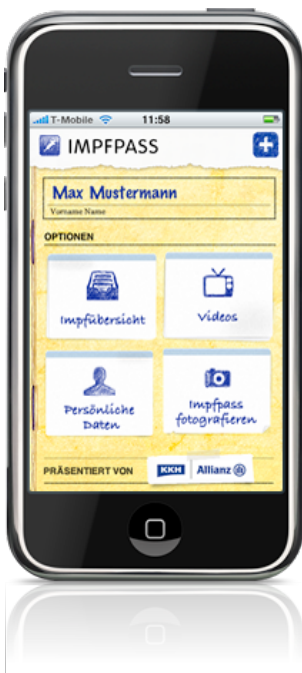 T-Mobile 11:58
IMPFPASS
Max Mustermann
Vorname Name
OPTIONEN
Impfübersicht
Videos
Persönliche
Daten
Impfpass
fotografieren
PRÄSENTIERT VON KKH Allianz